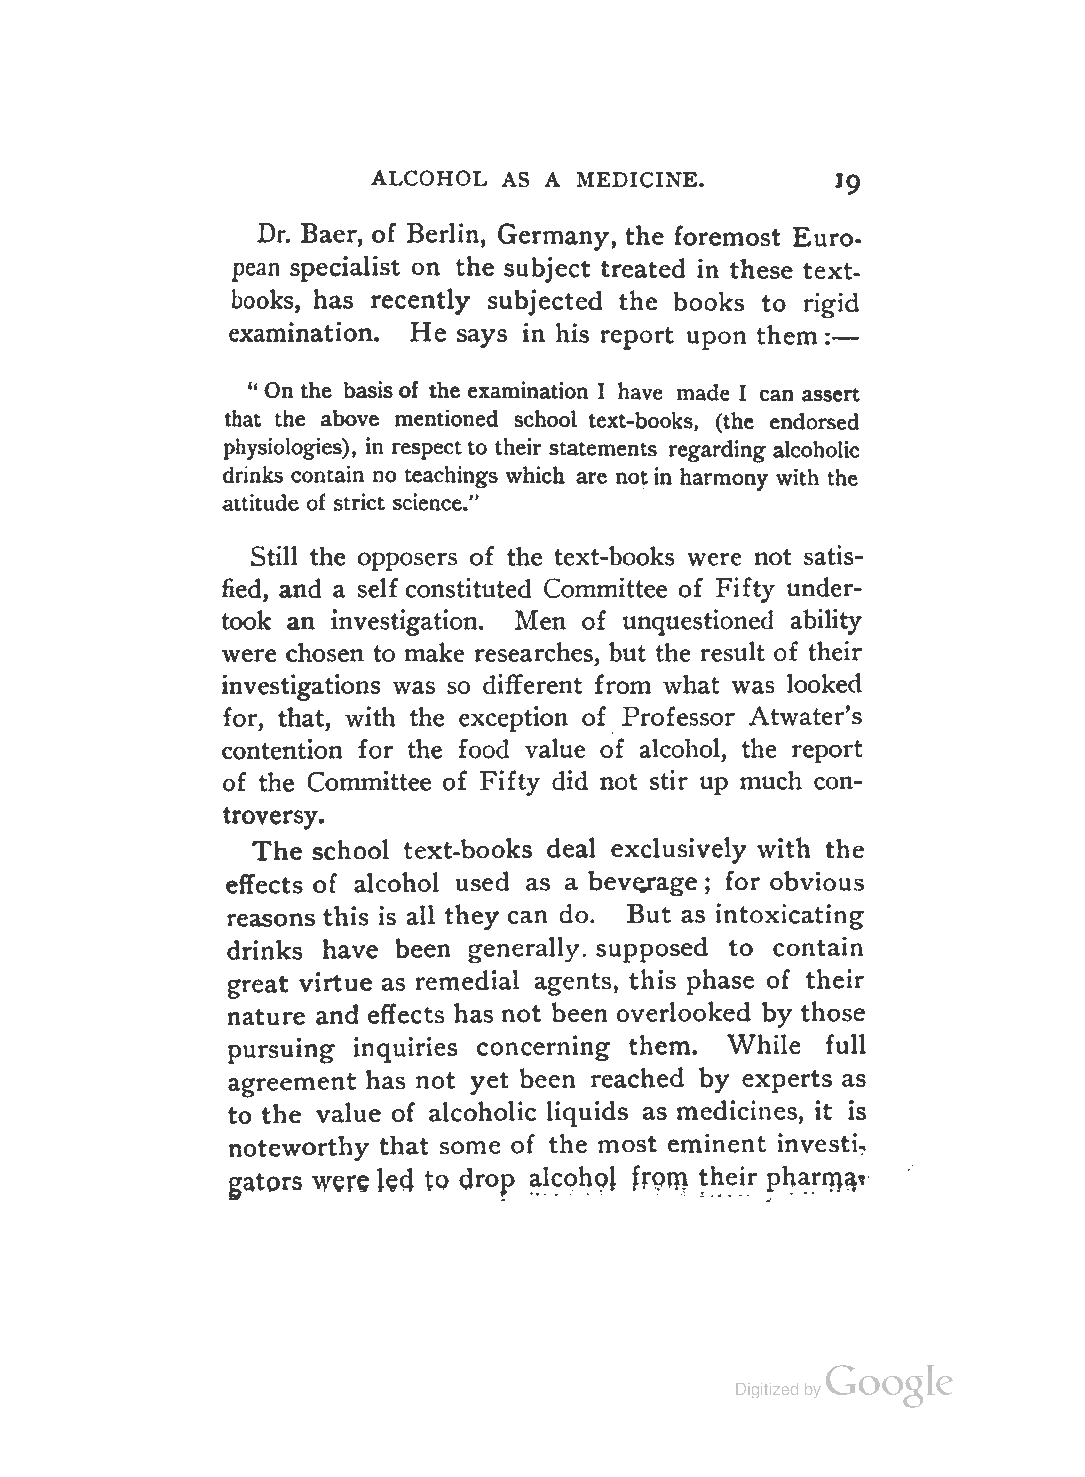 ALCOHOL AS A MEDICINE. 19
Dr. Baer, of Berlin, Germany, the foremost Euro-
pean specialist on the subject treated in these text-
books, has recently subjected the books to rigid
examination. He says in his report upon them :—
“ On the basis of the examination I have made I can assert
that the above mentioned school text-books, (the endorsed
physiologies), in respect to their statements regarding alcoholic
drinks contain no teachings which are not in harmony with the
attitude of strict science.”
Still the opposers of the text-books were not satis-
fied, and a self constituted Committee of Fifty under-
took an investigation. Men of unquestioned ability
were chosen to make researches, but the result of their
investigations was so different from what was looked
for, that, with the exception of Professor Atwater’s
contention for the food value of alcohol, the report
of the Committee of Fifty did not stir up much con-
troversy.
The school text-books deal exclusively with the
effects of alcohol used as a beverage ; for obvious
reasons this is all they can do. But as intoxicating
drinks have been generally supposed to contain
great virtue as remedial agents, this phase of their
nature and effects has not been overlooked by those
pursuing inquiries concerning them. While full
agreement has not yet been reached by experts as
to the value of alcoholic liquids as medicines, it is
noteworthy that some of the most eminent investi-
gators were led to drop alcohol from their pharma-
Digitized by Google